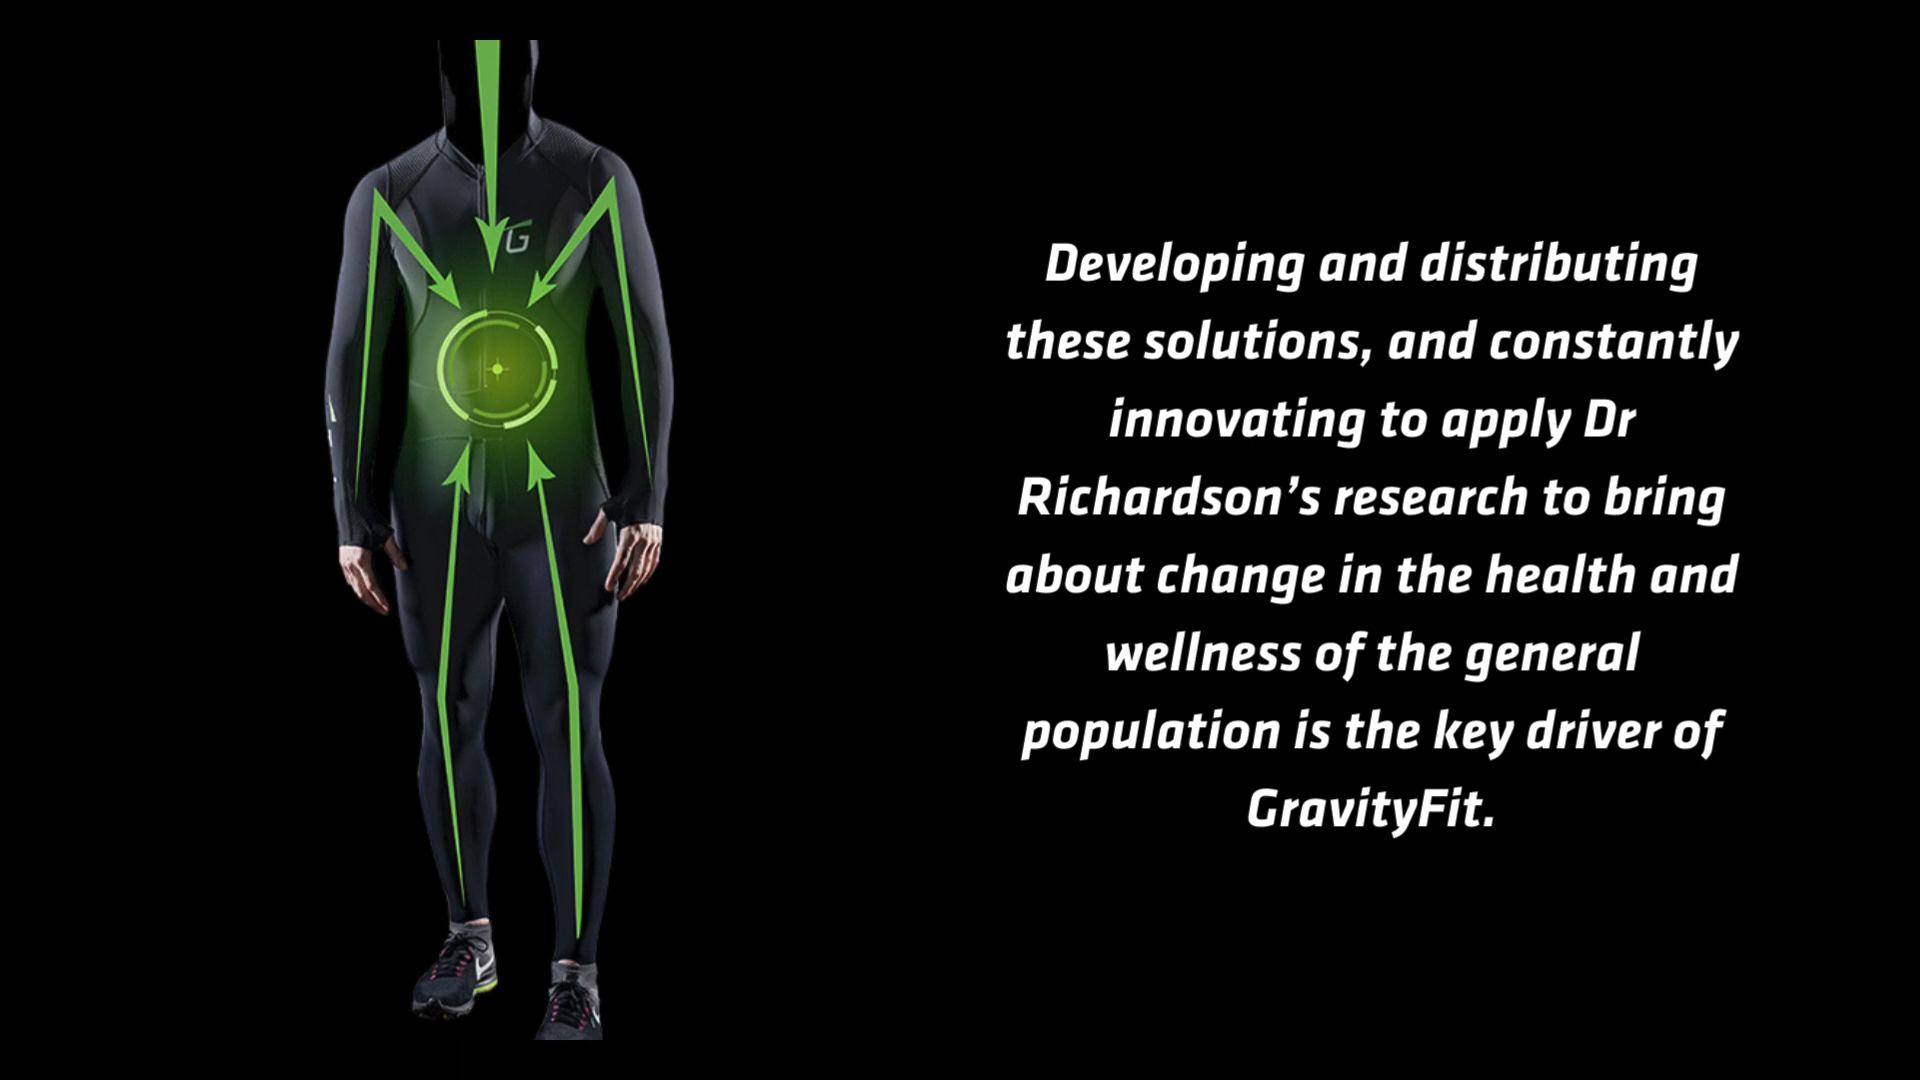 G
Developing and distributing
these solutions, and constantly
innovating to apply Dr
Richardson’s research to bring
about change in the health and
wellness of the general
population is the key driver of
GravityFit.